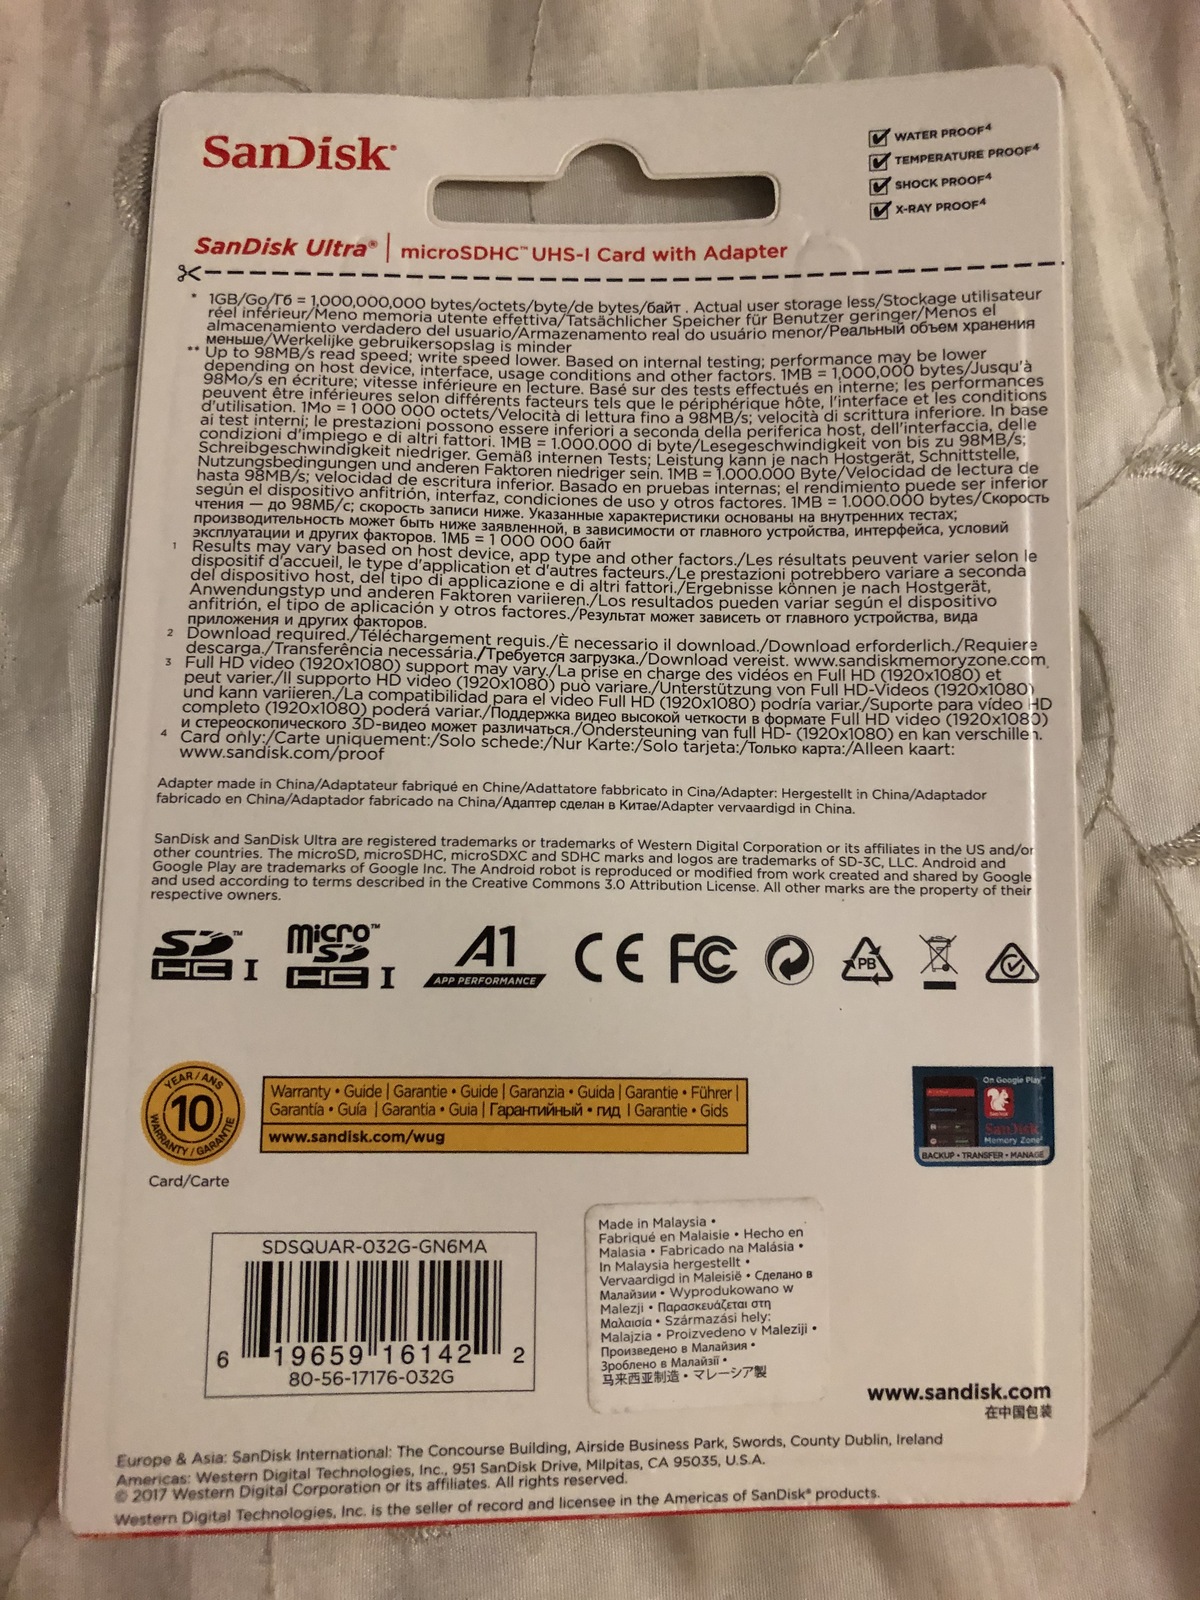 SanDisk®
WATER PROOF⁴
TEMPERATURE PROOF⁴
SHOCK PROOF⁴
X-RAY PROOF⁴
SanDisk Ultra® | microSDHC™ UHS-I Card with Adapter
* 1GB/Go/Гб = 1,000,000,000 bytes/octets/byte/de bytes/байт . Actual user storage less/Stockage utilisateur
réel inférieur/Meno memoria utente effettiva/Tatsächlicher Speicher für Benutzer geringer/Menos el
almacenamiento verdadero del usuario/Armazenamento real do usuário menor/Реальный объем хранения
меньше/Werkelijke gebruikersopslag is minder
** Up to 98MB/s read speed; write speed lower. Based on internal testing; performance may be lower
depending on host device, interface, usage conditions and other factors. 1MB = 1,000,000 bytes/Jusqu'à
98Mo/s en écriture; vitesse inférieure en lecture. Basé sur des tests effectués en interne; les performances
peuvent être inférieures selon différents facteurs tels que le périphérique hôte, l'interface et les conditions
d'utilisation. 1Mo = 1 000 000 octets/Velocità di lettura fino a 98MB/s; velocità di scrittura inferiore. In base
ai test interni; le prestazioni possono essere inferiori a seconda della periferica host, dell'interfaccia, delle
condizioni d'impiego e di altri fattori. 1MB = 1.000.000 di byte/Lesegeschwindigkeit von bis zu 98MB/s;
Schreibgeschwindigkeit niedriger. Gemäß internen Tests; Leistung kann je nach Hostgerät, Schnittstelle,
Nutzungsbedingungen und anderen Faktoren niedriger sein. 1MB = 1.000.000 Byte/Velocidad de lectura de
hasta 98MB/s; velocidad de escritura inferior. Basado en pruebas internas; el rendimiento puede ser inferior
según el dispositivo anfitrión, interfaz, condiciones de uso y otros factores. 1MB = 1.000.000 bytes/Скорость
чтения — до 98МБ/с; скорость записи ниже. Указанные характеристики основаны на внутренних тестах;
производительность может быть ниже заявленной, в зависимости от главного устройства, интерфейса, условий
эксплуатации и других факторов. 1МБ = 1 000 000 байт
1 Results may vary based on host device, app type and other factors./Les résultats peuvent varier selon le
dispositif d'accueil, le type d'application et d'autres facteurs./Le prestazioni potrebbero variare a seconda
del dispositivo host, del tipo di applicazione e di altri fattori./Ergebnisse können je nach Hostgerät,
Anwendungstyp und anderen Faktoren variieren./Los resultados pueden variar según el dispositivo
anfitrión, el tipo de aplicación y otros factores./Результат может зависеть от главного устройства, вида
приложения и других факторов.
2 Download required./Téléchargement requis./È necessario il download./Download erforderlich./Requiere
descarga./Transferência necessária./Требуется загрузка./Download vereist. www.sandiskmemoryzone.com.
3 Full HD video (1920x1080) support may vary./La prise en charge des vidéos en Full HD (1920x1080) et
peut varier./Il supporto HD video (1920x1080) può variare./Unterstützung von Full HD-Videos (1920x1080)
und kann variieren./La compatibilidad para el video Full HD (1920x1080) podría variar./Suporte para vídeo HD
completo (1920x1080) poderá variar./Поддержка видео высокой четкости в формате Full HD video (1920x1080)
и стереоскопического 3D-видео может различаться./Ondersteuning van full HD- (1920x1080) en kan verschillen.
4 Card only:/Carte uniquement:/Solo schede:/Nur Karte:/Solo tarjeta:/Только карта:/Alleen kaart:
www.sandisk.com/proof
Adapter made in China/Adaptateur fabriqué en Chine/Adattatore fabbricato in Cina/Adapter: Hergestellt in China/Adaptador
fabricado en China/Adaptador fabricado na China/Адаптер сделан в Китае/Adapter vervaardigd in China.
SanDisk and SanDisk Ultra are registered trademarks or trademarks of Western Digital Corporation or its affiliates in the US and/or
other countries. The microSD, microSDHC, microSDXC and SDHC marks and logos are trademarks of SD-3C, LLC. Android and
Google Play are trademarks of Google Inc. The Android robot is reproduced or modified from work created and shared by Google
and used according to terms described in the Creative Commons 3.0 Attribution License. All other marks are the property of their
respective owners.
SD™ HC I micro™ SD HC I A1 APP PERFORMANCE CE FC PB
YEAR / ANS
10
WARRANTY / GARANTIE
Card/Carte
Warranty • Guide | Garantie • Guide | Garanzia • Guida | Garantie • Führer |
Garantía • Guía | Garantia • Guia | Гарантийный • гид | Garantie • Gids
www.sandisk.com/wug
On Google Play™
SanDisk
Memory Zone²
BACKUP • TRANSFER • MANAGE
SDSQUAR-032G-GN6MA
6 19659 16142 2
80-56-17176-032G
Made in Malaysia •
Fabriqué en Malaisie • Hecho en
Malasia • Fabricado na Malásia •
In Malaysia hergestellt •
Vervaardigd in Maleisië • Сделано в
Малайзии • Wyprodukowano w
Malezji • Παρασκευάζεται στη
Μαλαισία • Származási hely:
Malajzia • Proizvedeno v Maleziji •
Произведено в Малайзия •
Зроблено в Малайзії •
马来西亚制造 • マレーシア製
www.sandisk.com
在中国包装
Europe & Asia: SanDisk International: The Concourse Building, Airside Business Park, Swords, County Dublin, Ireland
Americas: Western Digital Technologies, Inc., 951 SanDisk Drive, Milpitas, CA 95035, U.S.A.
© 2017 Western Digital Corporation or its affiliates. All rights reserved.
Western Digital Technologies, Inc. is the seller of record and licensee in the Americas of SanDisk® products.